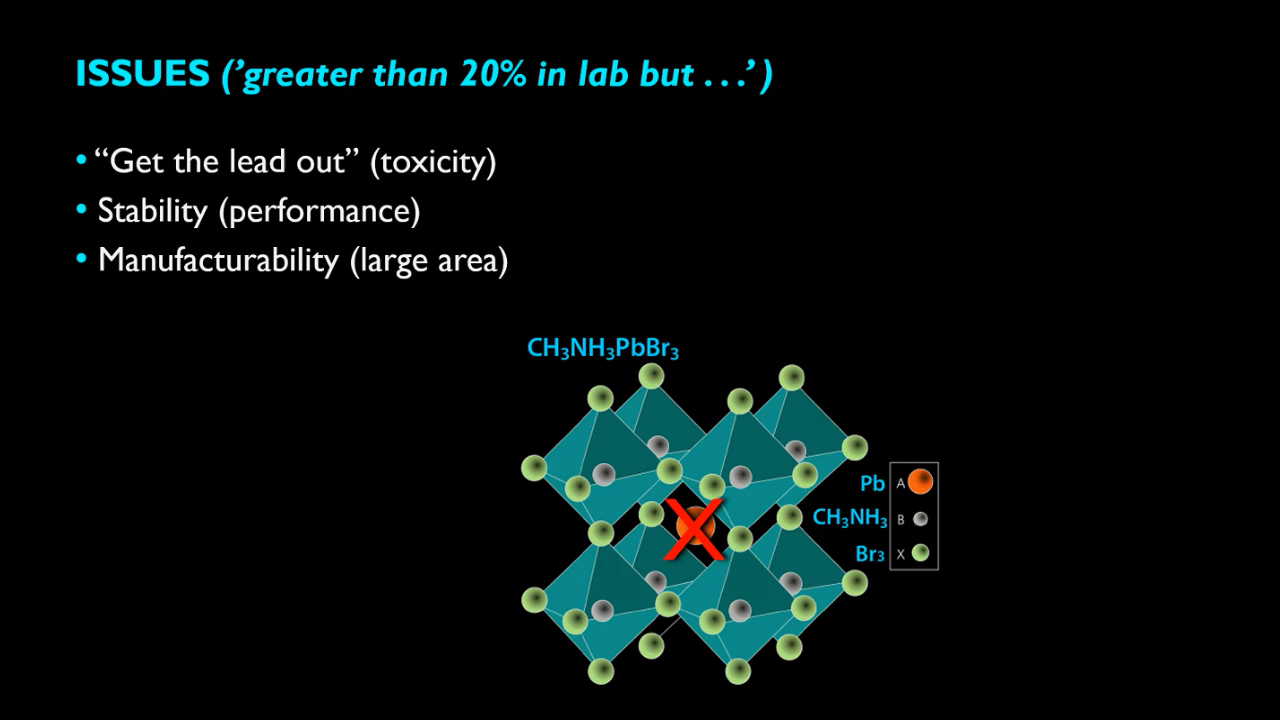 ISSUES (’greater than 20% in lab but . . .’ )
• “Get the lead out” (toxicity)
• Stability (performance)
• Manufacturability (large area)
CH₃NH₃PbBr₃
Pb A
CH₃NH₃ B
Br₃ X